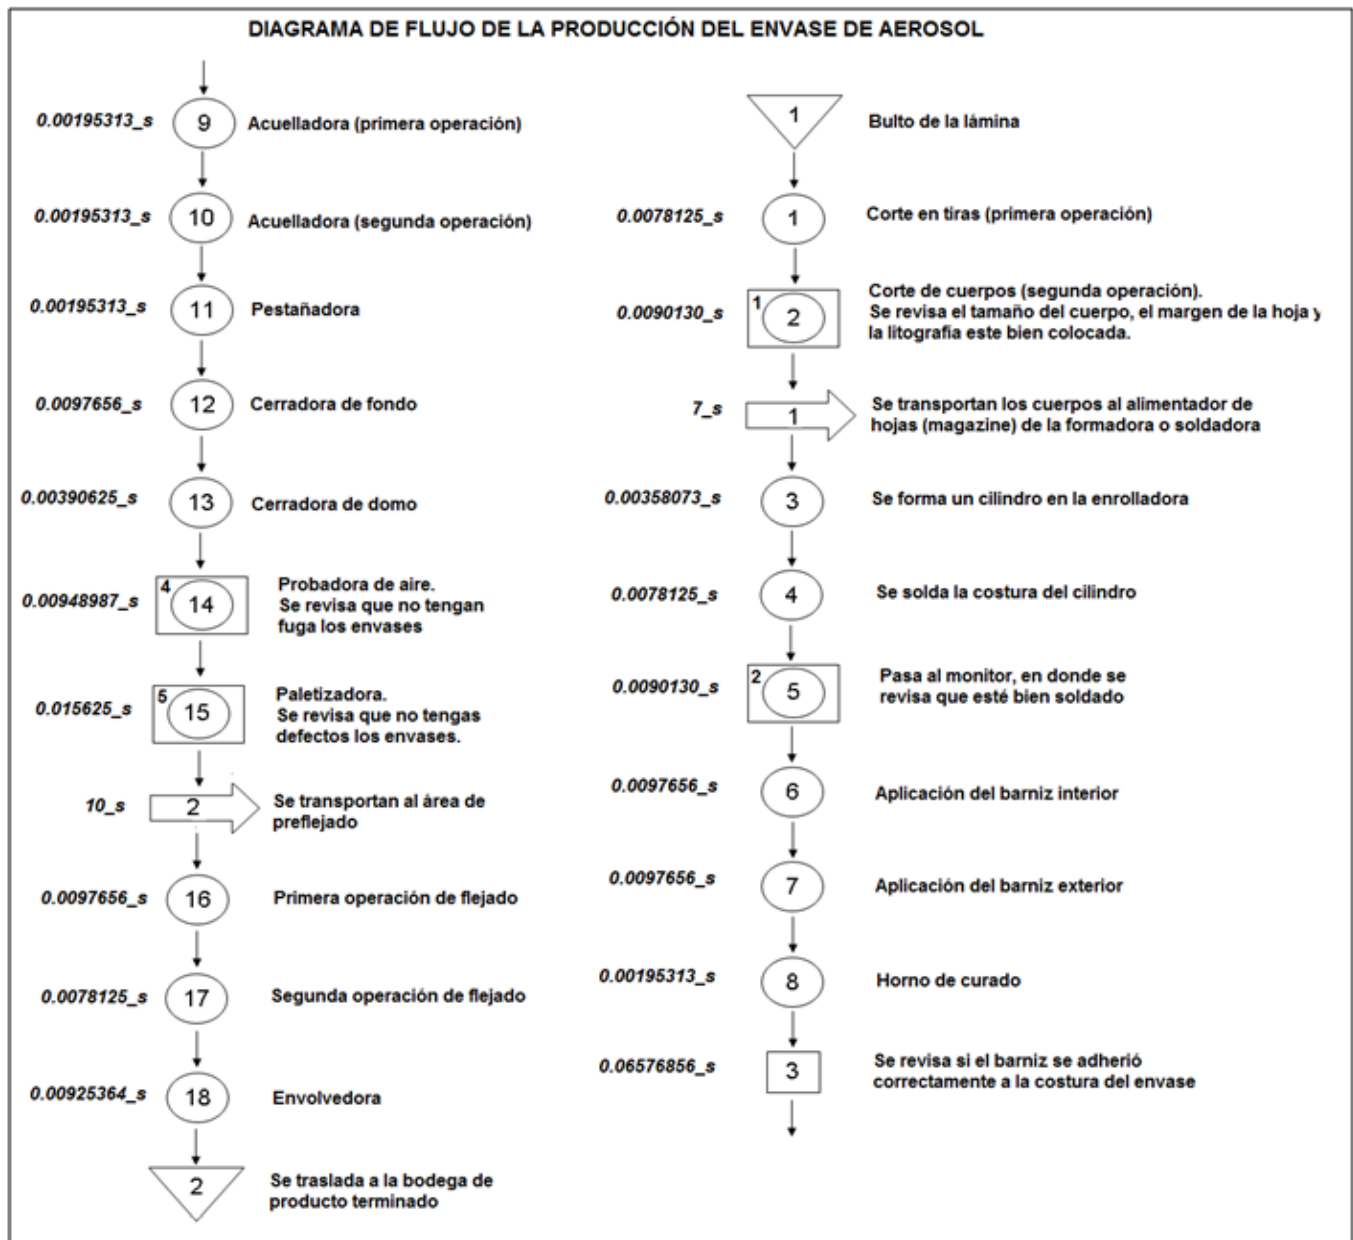 DIAGRAMA DE FLUJO DE LA PRODUCCIÓN DEL ENVASE DE AEROSOL
0.00195313_s
9
Acuelladora (primera operación)
0.00195313_s
10
Acuelladora (segunda operación)
0.00195313_s
11
Pestañadora
0.0097656_s
12
Cerradora de fondo
0.00390625_s
13
Cerradora de domo
0.00948987_s
4
14
Probadora de aire.
Se revisa que no tengan
fuga los envases
0.015625_s
5
15
Paletizadora.
Se revisa que no tengas
defectos los envases.
10_s
2
Se transportan al área de
preflejado
0.0097656_s
16
Primera operación de flejado
0.0078125_s
17
Segunda operación de flejado
0.00925364_s
18
Envolvedora
2
Se traslada a la bodega de
producto terminado
1
Bulto de la lámina
0.0078125_s
1
Corte en tiras (primera operación)
0.0090130_s
1
2
Corte de cuerpos (segunda operación).
Se revisa el tamaño del cuerpo, el margen de la hoja y
la litografía este bien colocada.
7_s
1
Se transportan los cuerpos al alimentador de
hojas (magazine) de la formadora o soldadora
0.00358073_s
3
Se forma un cilindro en la enrolladora
0.0078125_s
4
Se solda la costura del cilindro
0.0090130_s
2
5
Pasa al monitor, en donde se
revisa que esté bien soldado
0.0097656_s
6
Aplicación del barniz interior
0.0097656_s
7
Aplicación del barniz exterior
0.00195313_s
8
Horno de curado
0.06576856_s
3
Se revisa si el barniz se adherió
correctamente a la costura del envase